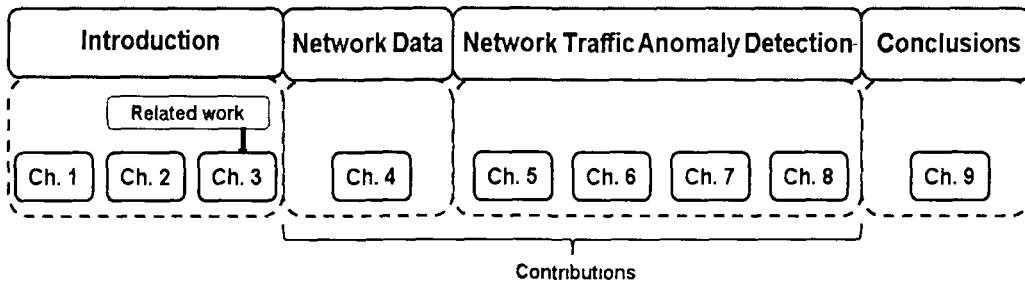 Introduction
Network Data
Network Traffic Anomaly Detection
Conclusions
Related work
Ch. 1
Ch. 2
Ch. 3
Ch. 4
Ch. 5
Ch. 6
Ch. 7
Ch. 8
Ch. 9
Contributions